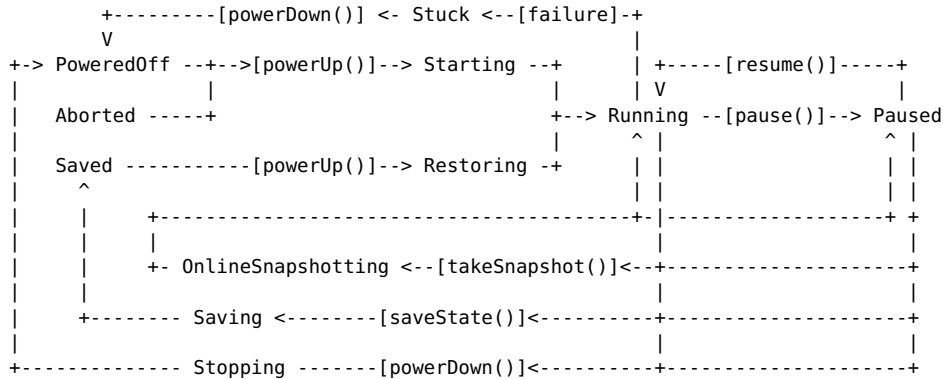 +---------[powerDown()] <- Stuck <--[failure]-+
V |
+-> PoweredOff --+-->[powerUp()]--> Starting --+ | +-----[resume()]-----+
| | | | V |
| Aborted -----+ +--> Running --[pause()]--> Paused
| | ^ | ^ |
| Saved -----------[powerUp()]--> Restoring -+ | | | |
| ^ | | | |
| | +-------------------------------------+-|-------------------+ +
| | | | |
| | +- OnlineSnapshotting <--[takeSnapshot()]<--+---------------------+
| | | |
| +-------- Saving <--------[saveState()]<----------+---------------------+
| | |
+-------------- Stopping -------[powerDown()]<----------+---------------------+